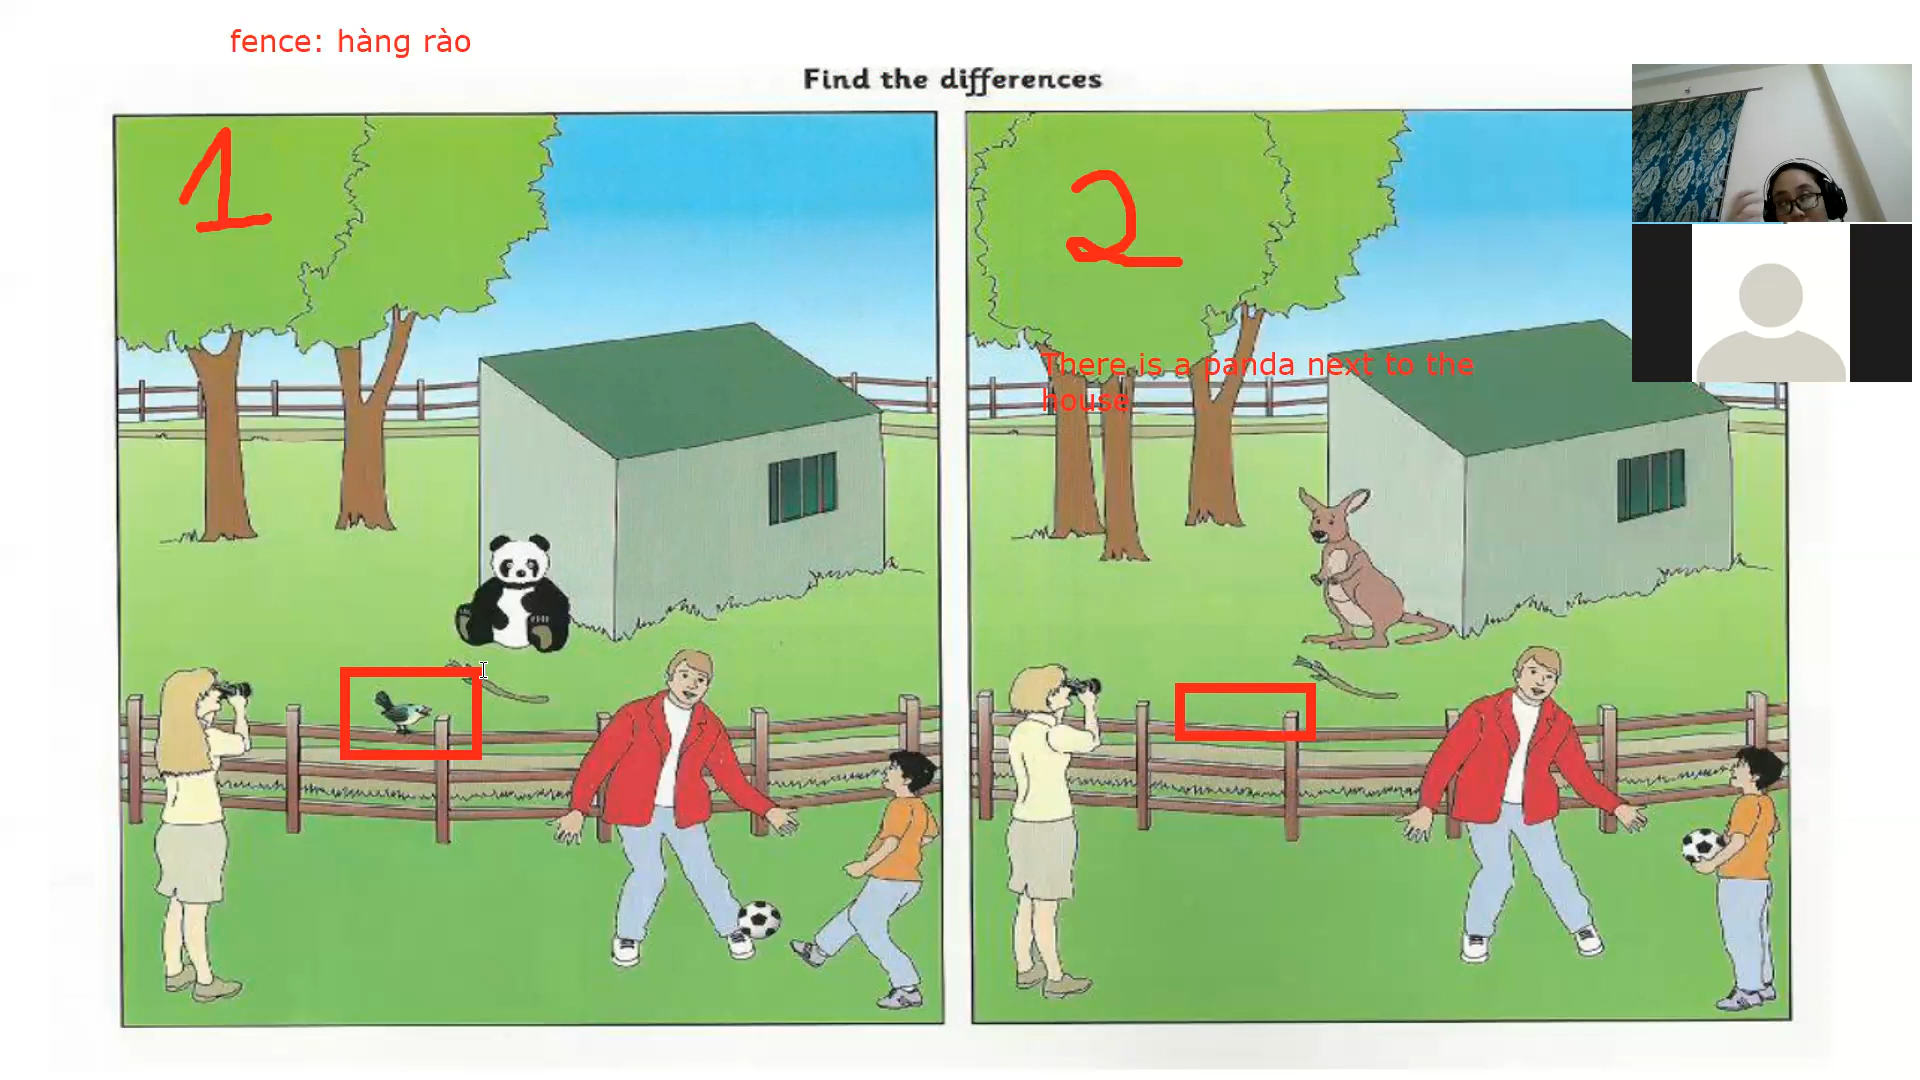 fence: hàng rào
Find the differences
1
2
There is a panda next to the
house